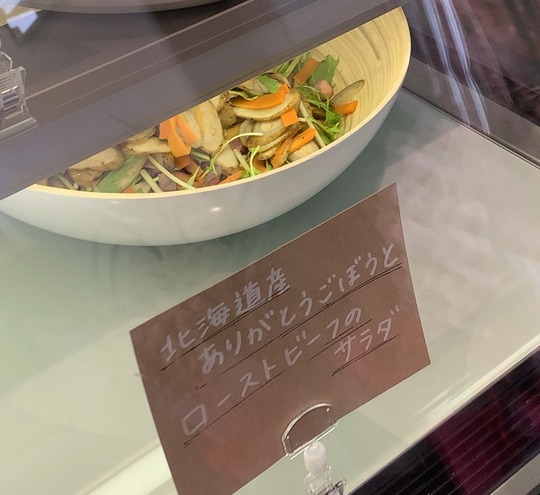 北海道産
ありがとうごぼうと
ローストビーフの
サラダ